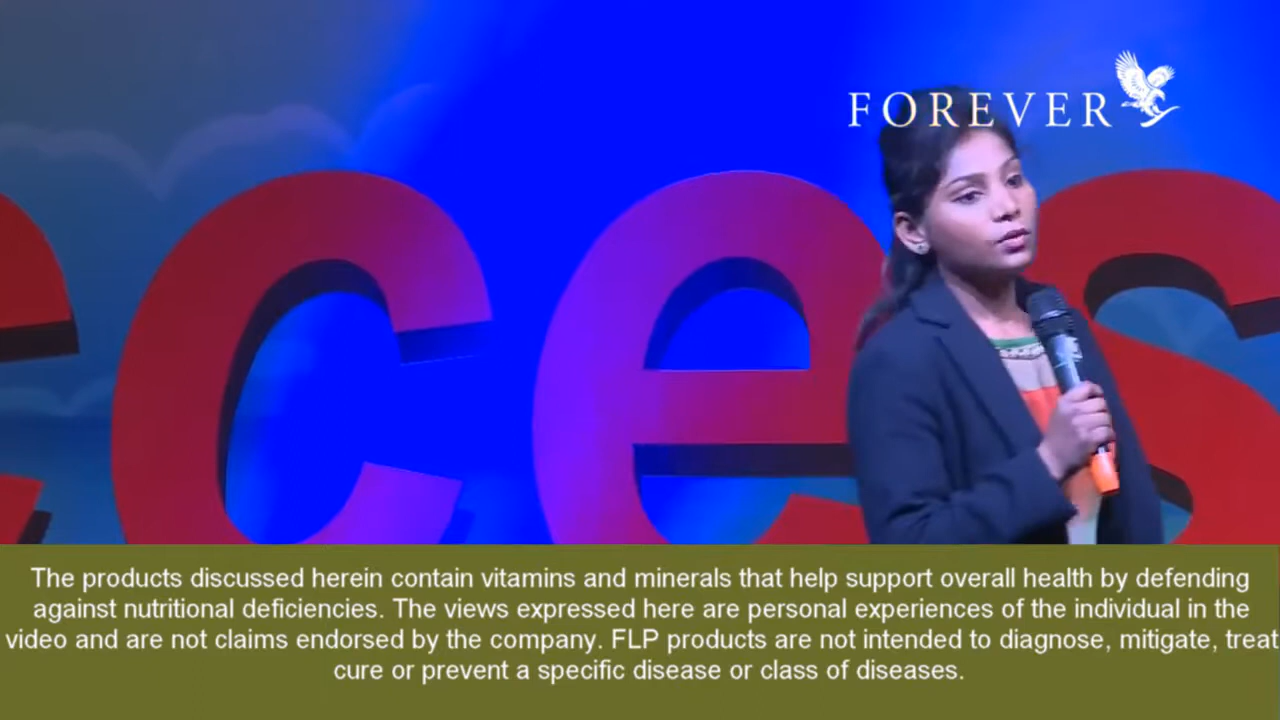 FOREVER
cces
The products discussed herein contain vitamins and minerals that help support overall health by defending
against nutritional deficiencies. The views expressed here are personal experiences of the individual in the
video and are not claims endorsed by the company. FLP products are not intended to diagnose, mitigate, treat
cure or prevent a specific disease or class of diseases.